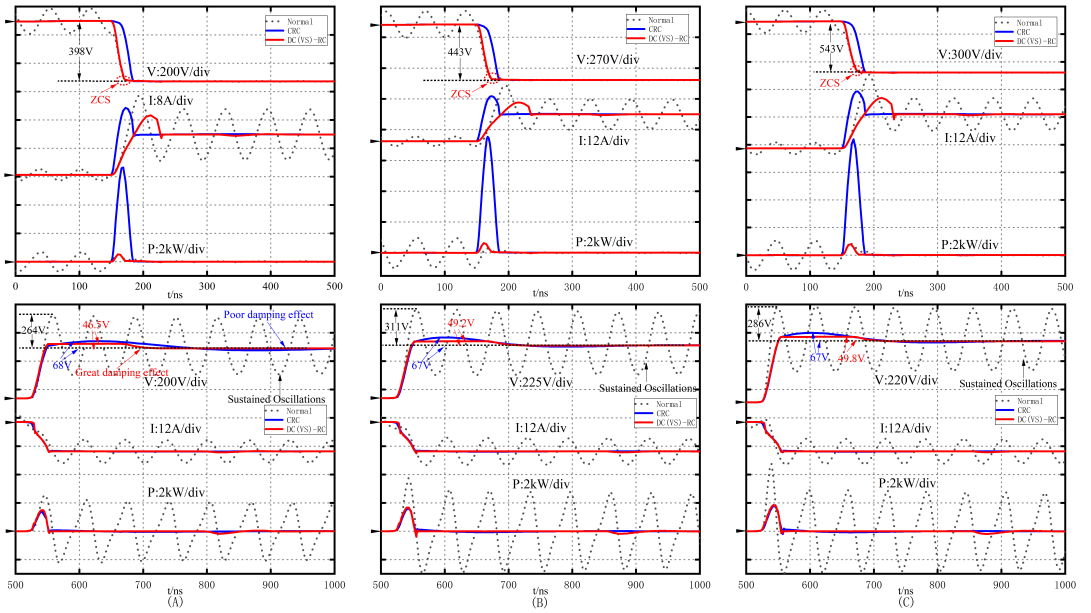 Normal
CRC
DC(VS)-RC
398V
V:200V/div
ZCS
I:8A/div
P:2kW/div
0 100 200 300 400 500
t/ns
Normal
CRC
DC(VS)-RC
443V
V:270V/div
ZCS
I:12A/div
P:2kW/div
0 100 200 300 400 500
t/ns
Normal
CRC
DC(VS)-RC
543V
V:300V/div
ZCS
I:12A/div
P:2kW/div
0 100 200 300 400 500
t/ns
264V
46.5V
Poor damping effect
68V
Great damping effect
V:200V/div
Sustained Oscillations
Normal
CRC
DC(VS)-RC
I:12A/div
P:2kW/div
500 600 700 800 900 1000
t/ns
(A)
311V
49.2V
67V
V:225V/div
Sustained Oscillations
Normal
CRC
DC(VS)-RC
I:12A/div
P:2kW/div
500 600 700 800 900 1000
t/ns
(B)
286V
67V
49.8V
V:220V/div
Sustained Oscillations
Normal
CRC
DC(VS)-RC
I:12A/div
P:2kW/div
500 600 700 800 900 1000
t/ns
(C)